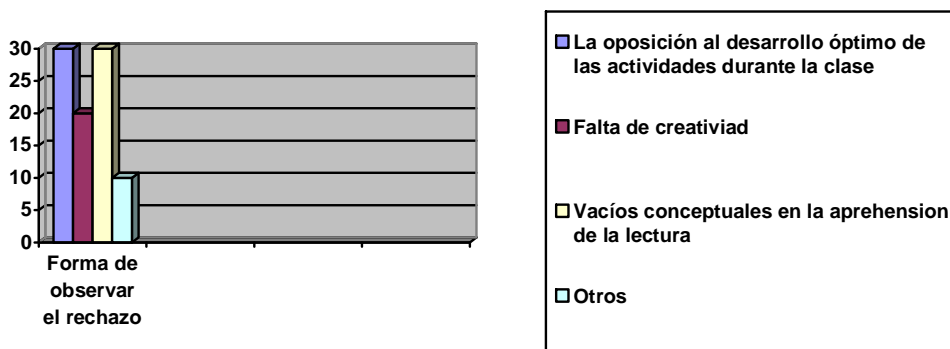 30
25
20
15
10
5
0
Forma de
observar
el rechazo
La oposición al desarrollo óptimo de
las actividades durante la clase
Falta de creativiad
Vacíos conceptuales en la aprehension
de la lectura
Otros